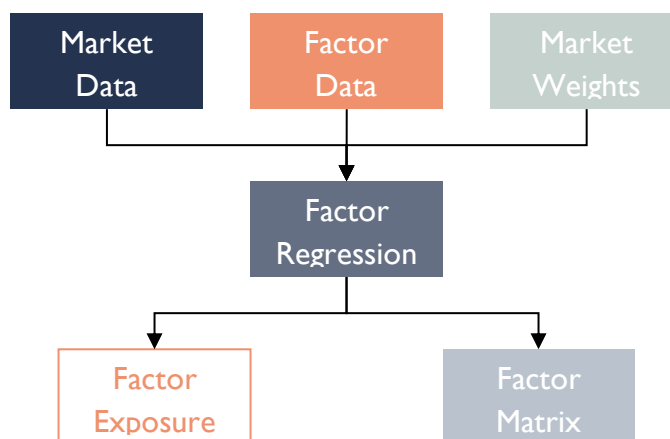 Market
Data
Factor
Data
Market
Weights
Factor
Regression
Factor
Exposure
Factor
Matrix